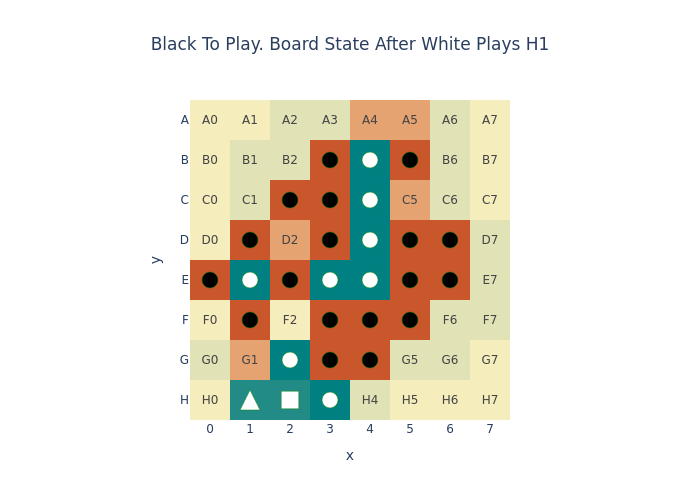 Black To Play. Board State After White Plays H1
A A0 A1 A2 A3 A4 A5 A6 A7
B B0 B1 B2 B6 B7
C C0 C1 C5 C6 C7
D D0 D2 D7
E E7
F F0 F2 F6 F7
G G0 G1 G5 G6 G7
H H0 H4 H5 H6 H7
0 1 2 3 4 5 6 7
x
y